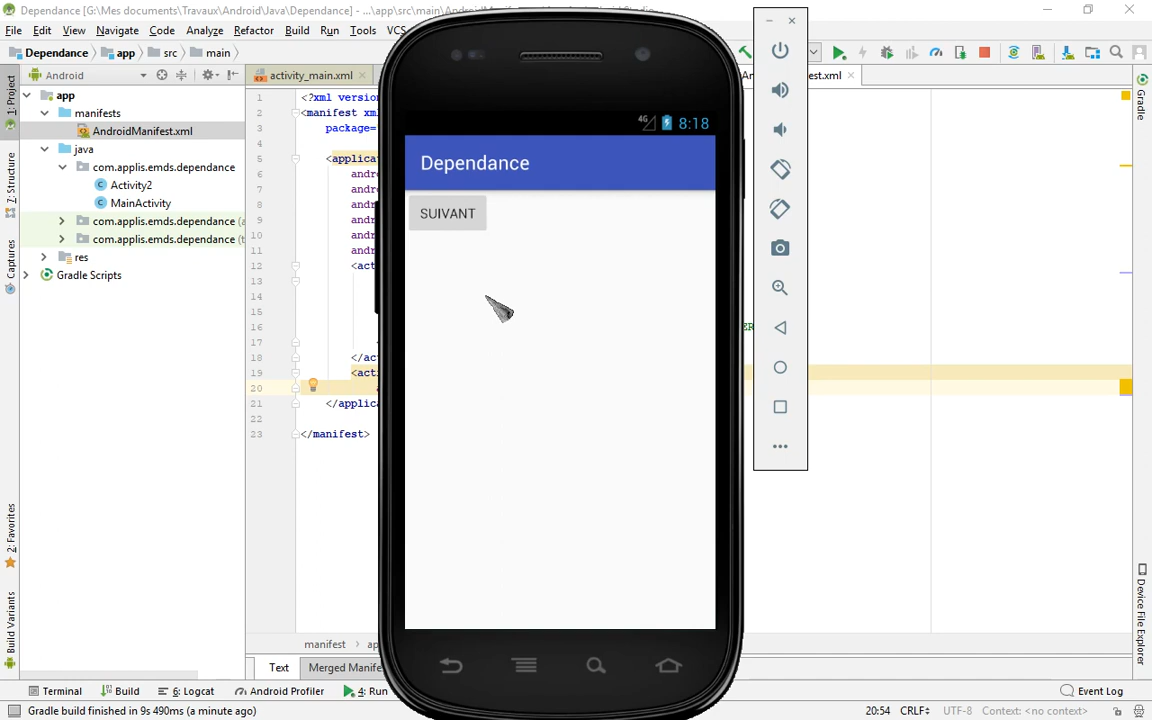 Dependance [G:\Mes documents\Travaux\Android\Java\Dependance] - ...\app\src\main\
File Edit View Navigate Code Analyze Refactor Build Run Tools VCS
Dependance app src main
1: Project
Android
activity_main.xml
est.xml
Gradle
app
manifests
AndroidManifest.xml
java
com.applis.emds.dependance
Activity2
MainActivity
com.applis.emds.dependance (a
com.applis.emds.dependance (t
res
Gradle Scripts
7: Structure
Captures
2: Favorites
Build Variants
1 <?xml versio
2 <manifest xm
3 package=
4
5 <applica
6 andr
7 andr
8 andr
9 andr
10 andr
11 andr
12 <act
13
14
15
16 ER
17
18 </act
19 <act
20
21 </applica
22
23 </manifest>
4G 8:18
Dependance
SUIVANT
manifest ap
Text Merged Manife
Device File Explorer
Terminal Build 6: Logcat Android Profiler 4: Run Event Log
Gradle build finished in 9s 490ms (a minute ago) 20:54 CRLF UTF-8 Context: <no context>